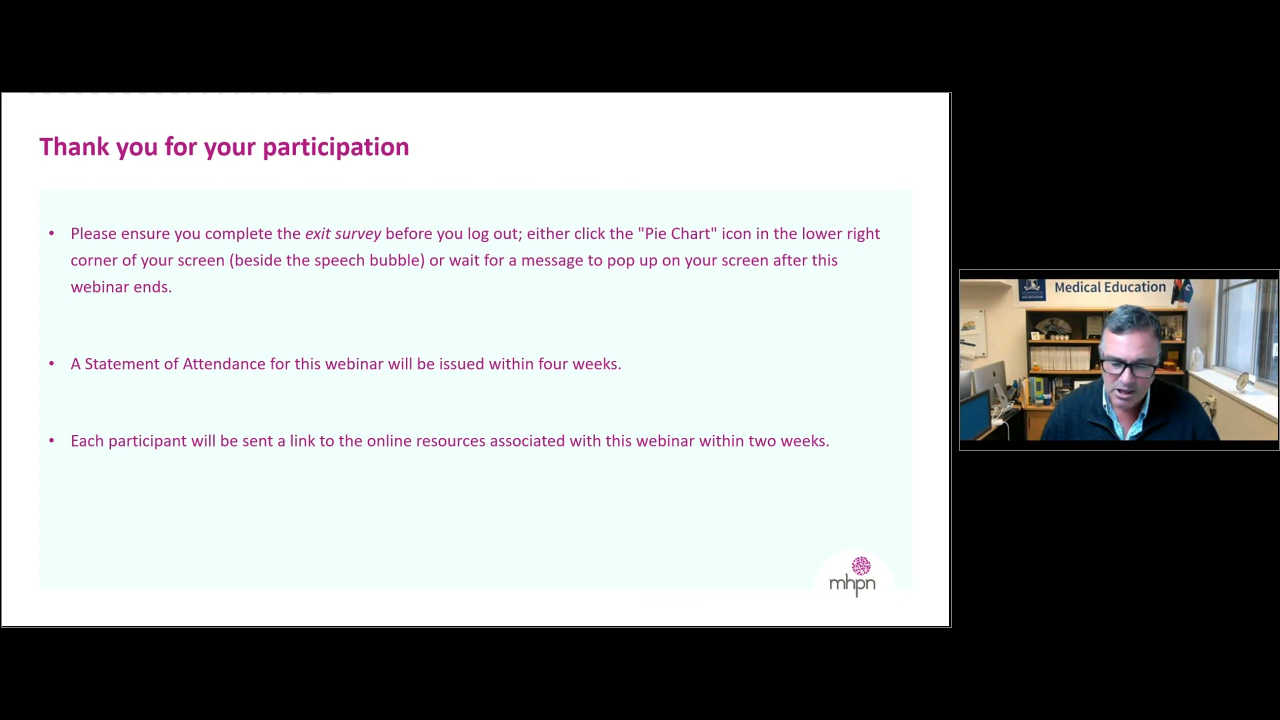 Thank you for your participation
• Please ensure you complete the exit survey before you log out; either click the "Pie Chart" icon in the lower right
corner of your screen (beside the speech bubble) or wait for a message to pop up on your screen after this
webinar ends.
• A Statement of Attendance for this webinar will be issued within four weeks.
• Each participant will be sent a link to the online resources associated with this webinar within two weeks.
mhpn
Medical Education